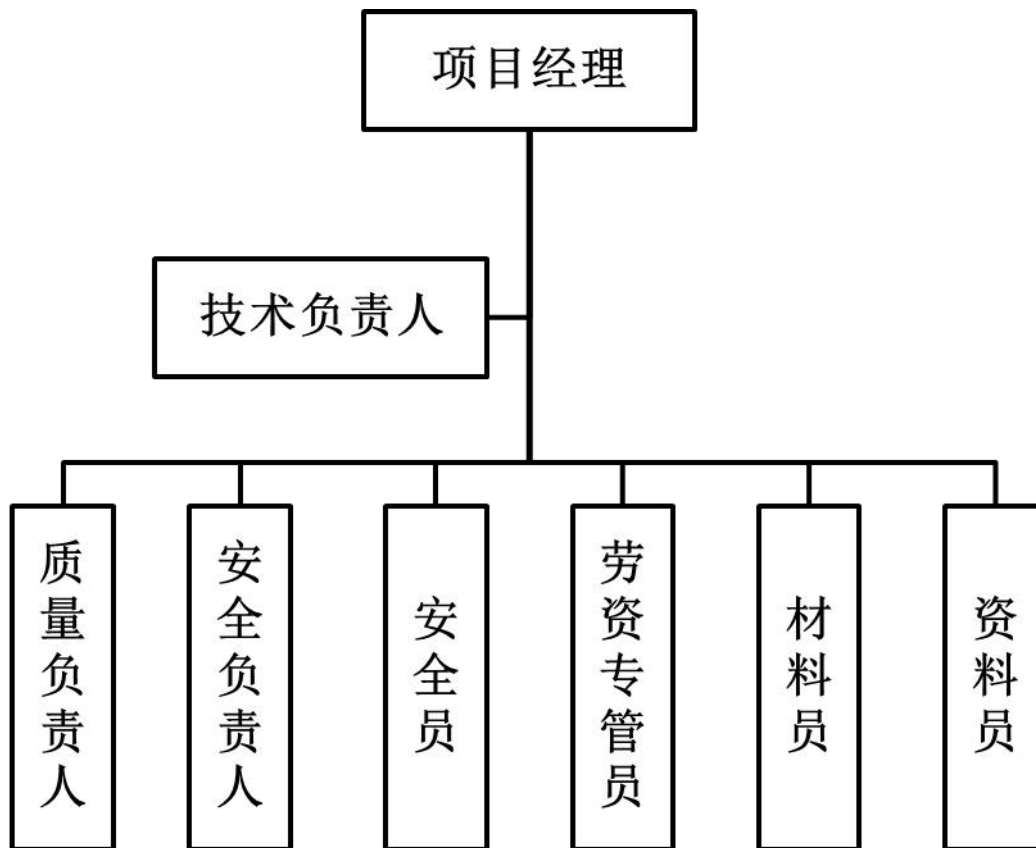 项目经理
技术负责人
质量负责人
安全负责人
安全员
劳资专管员
材料员
资料员